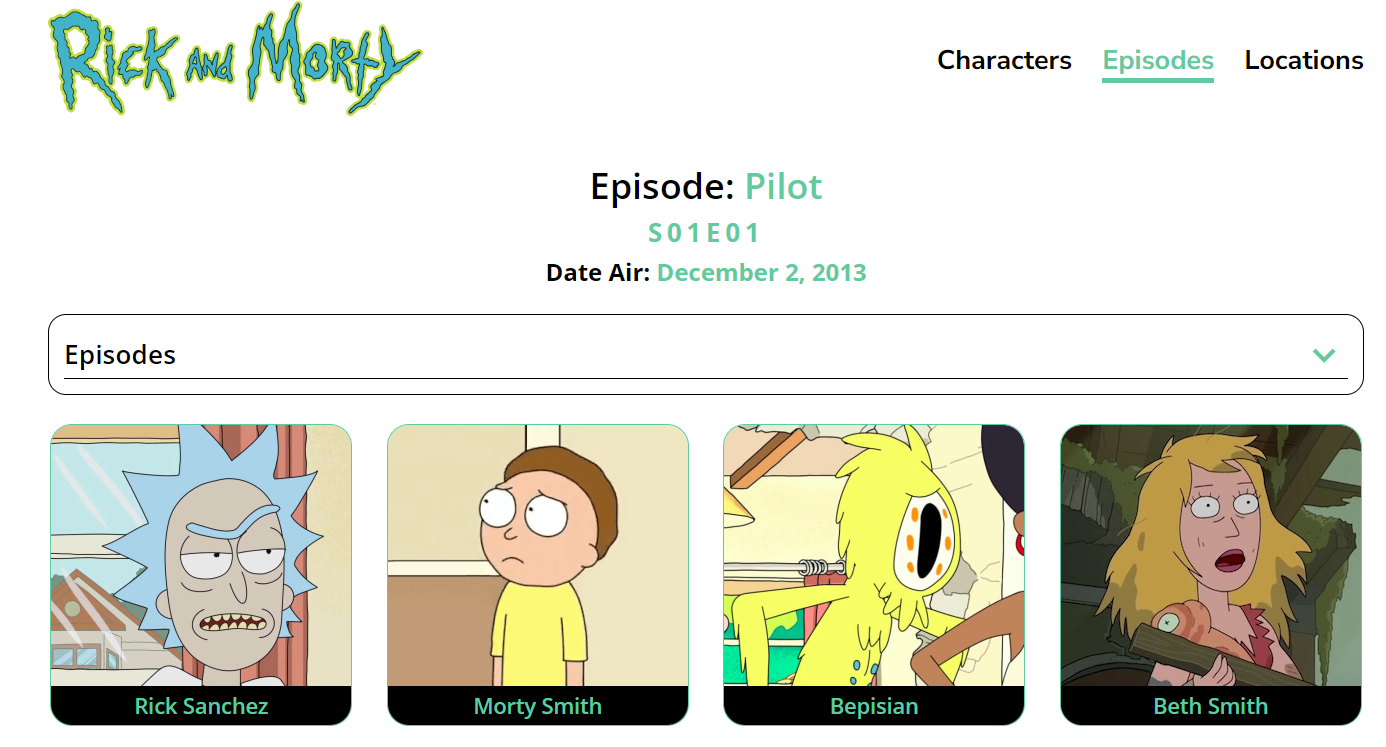 Rick and Morty
Characters Episodes Locations
Episode: Pilot
S01E01
Date Air: December 2, 2013
Episodes
Rick Sanchez
Morty Smith
Bepisian
Beth Smith